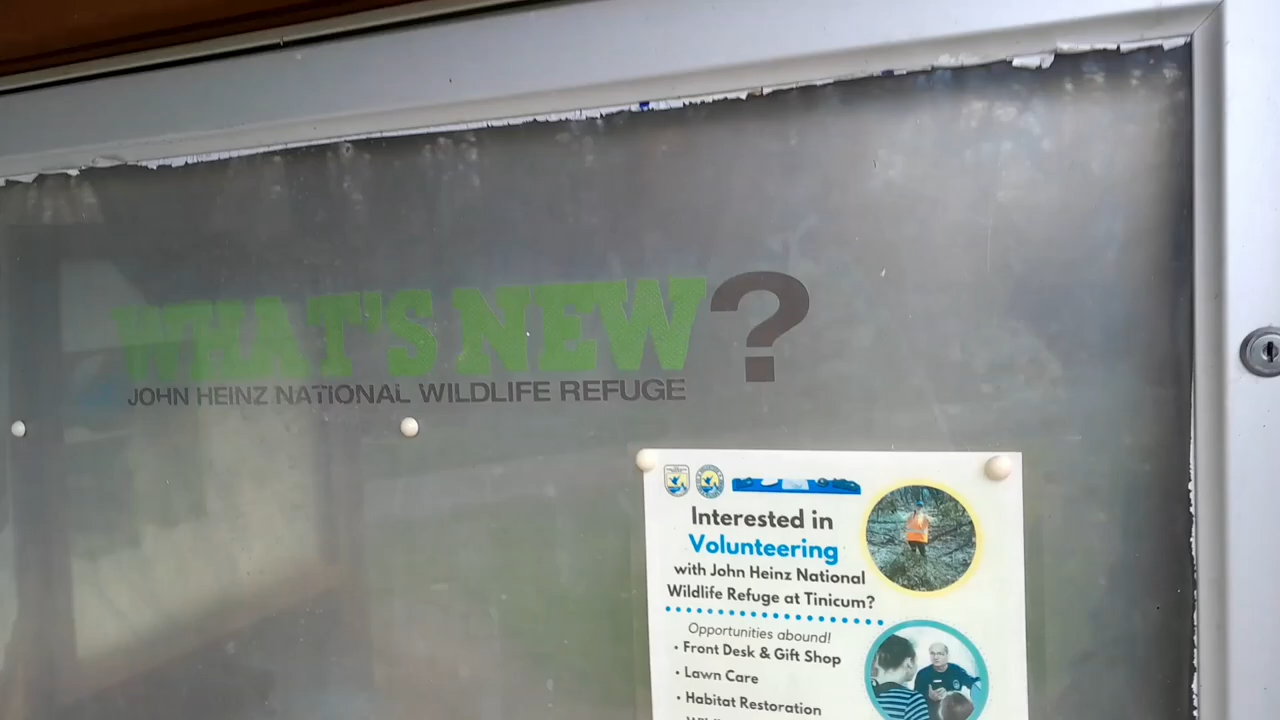 WHAT'S NEW?
JOHN HEINZ NATIONAL WILDLIFE REFUGE
Interested in
Volunteering
with John Heinz National
Wildlife Refuge at Tinicum?
Opportunities abound!
• Front Desk & Gift Shop
• Lawn Care
• Habitat Restoration